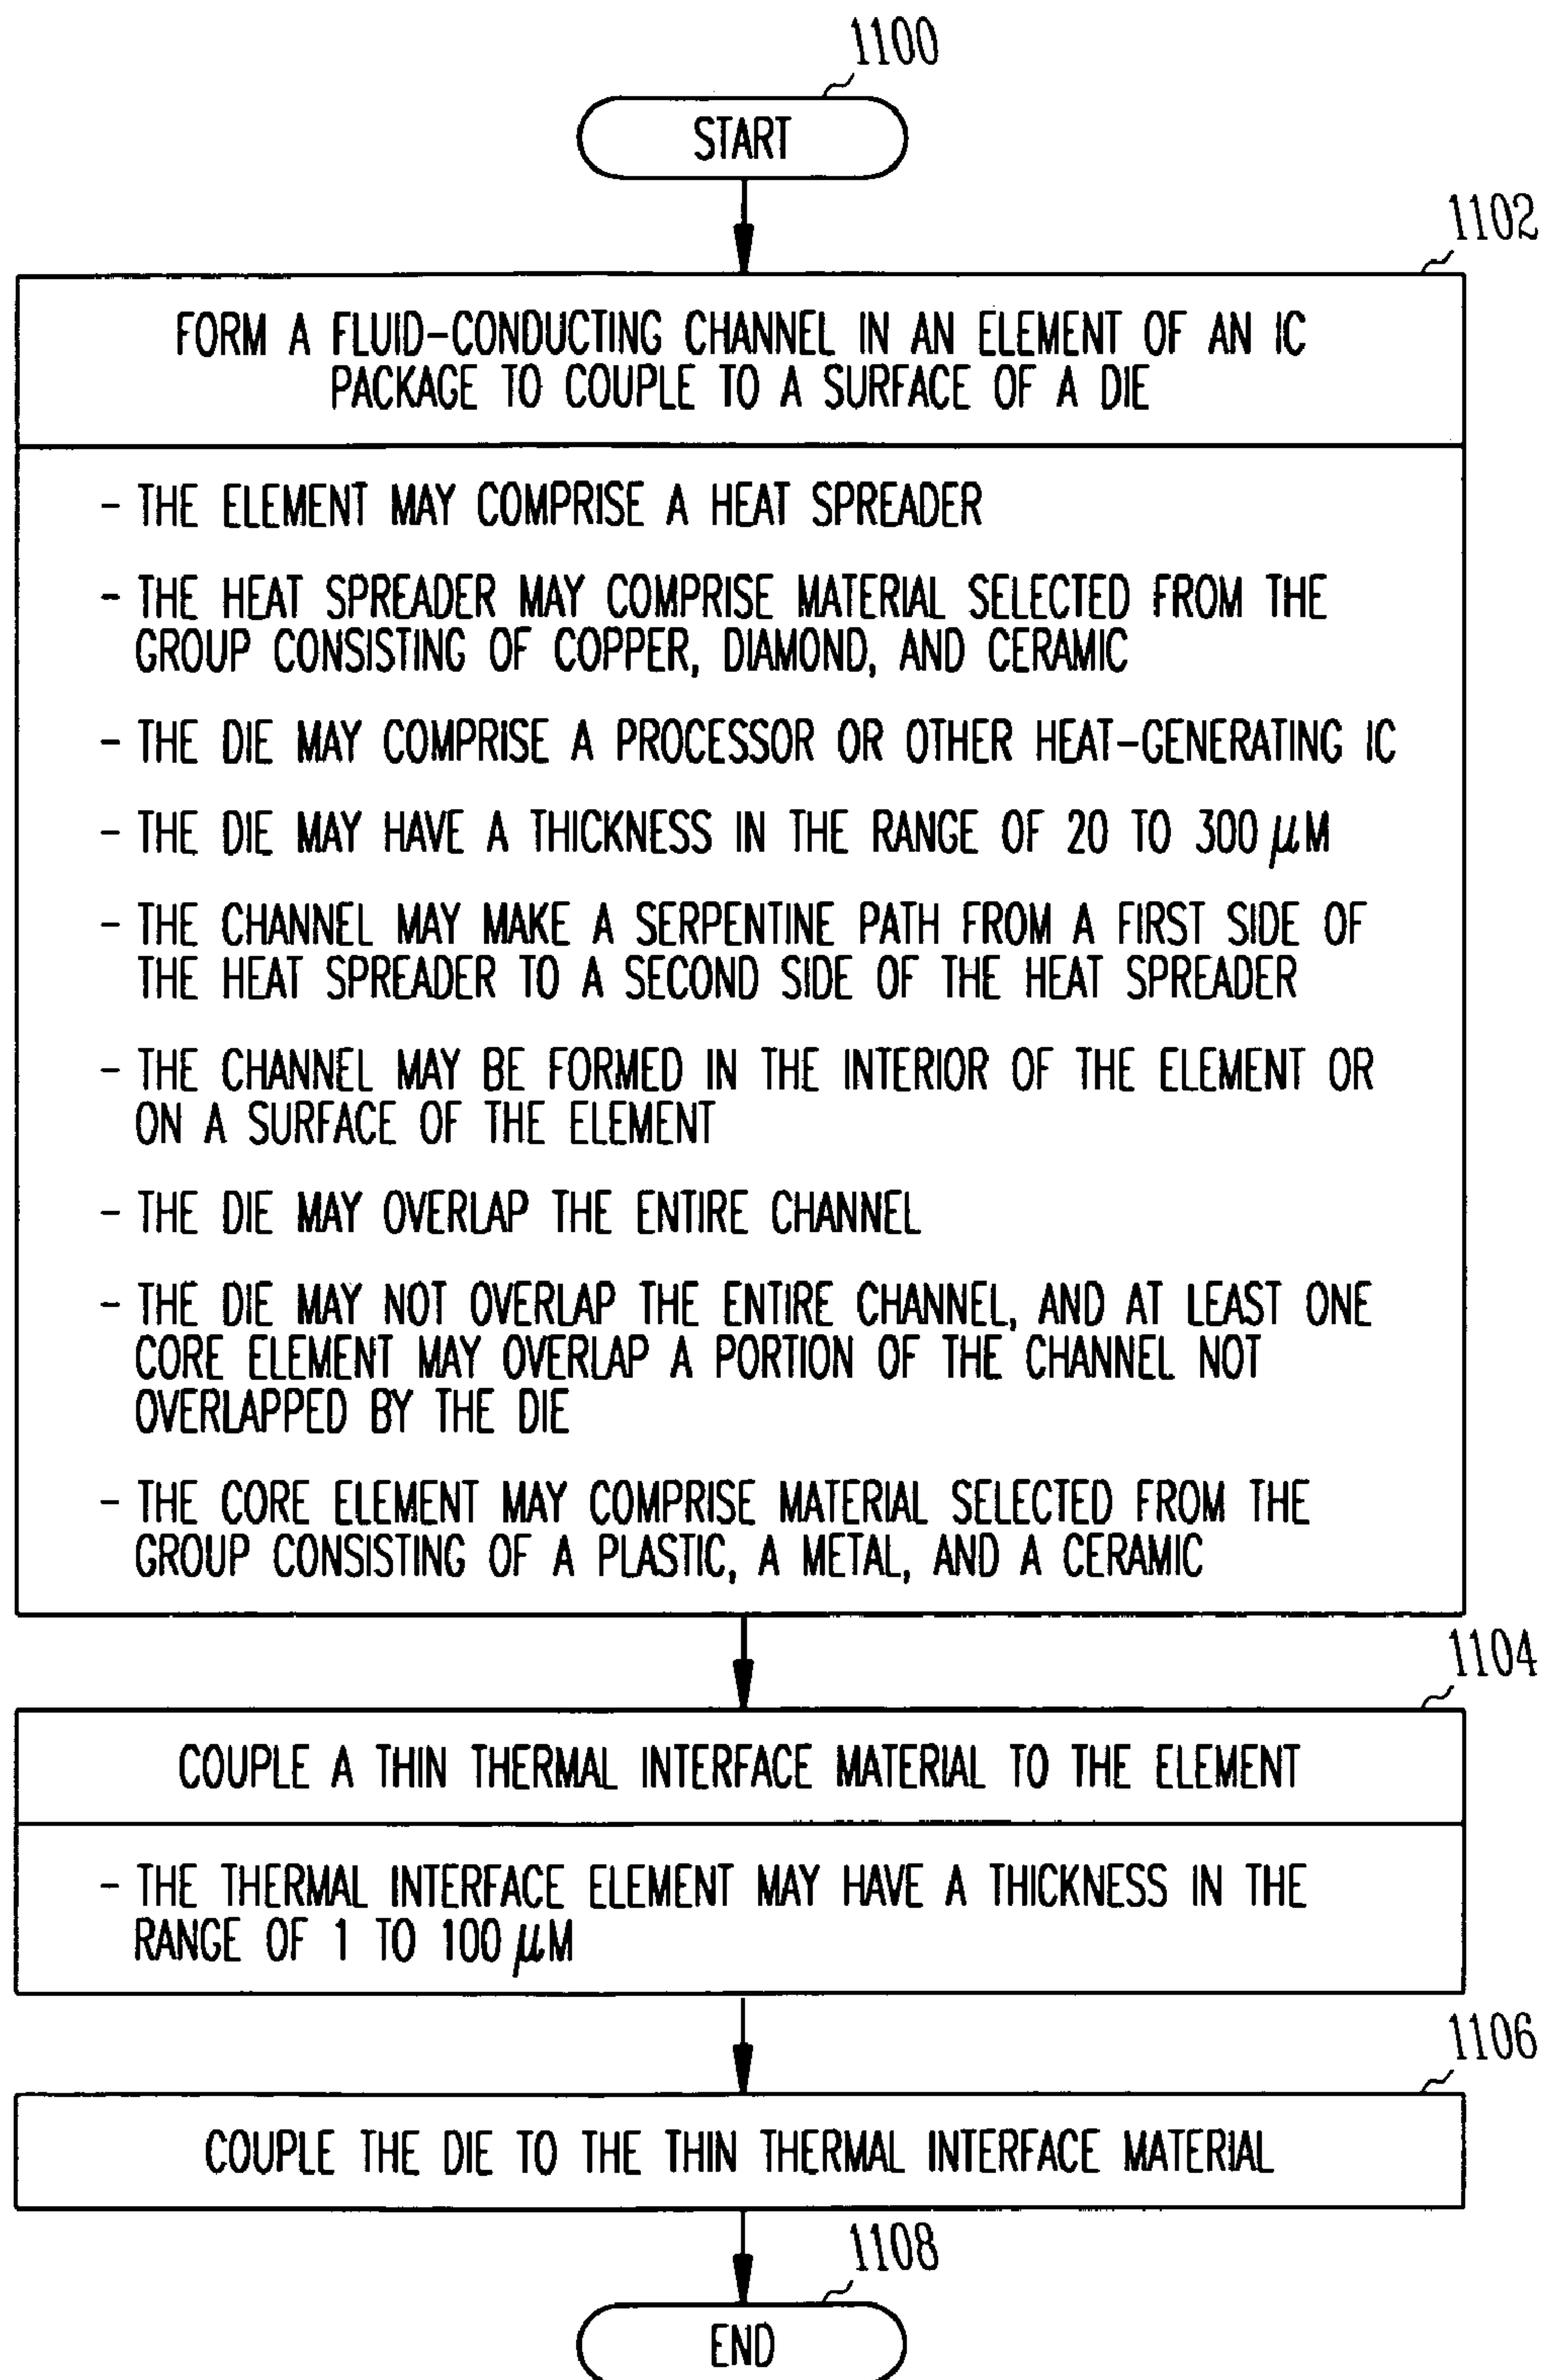 1100
START
1102
FORM A FLUID-CONDUCTING CHANNEL IN AN ELEMENT OF AN IC
PACKAGE TO COUPLE TO A SURFACE OF A DIE
- THE ELEMENT MAY COMPRISE A HEAT SPREADER
- THE HEAT SPREADER MAY COMPRISE MATERIAL SELECTED FROM THE
GROUP CONSISTING OF COPPER, DIAMOND, AND CERAMIC
- THE DIE MAY COMPRISE A PROCESSOR OR OTHER HEAT-GENERATING IC
- THE DIE MAY HAVE A THICKNESS IN THE RANGE OF 20 TO 300 μM
- THE CHANNEL MAY MAKE A SERPENTINE PATH FROM A FIRST SIDE OF
THE HEAT SPREADER TO A SECOND SIDE OF THE HEAT SPREADER
- THE CHANNEL MAY BE FORMED IN THE INTERIOR OF THE ELEMENT OR
ON A SURFACE OF THE ELEMENT
- THE DIE MAY OVERLAP THE ENTIRE CHANNEL
- THE DIE MAY NOT OVERLAP THE ENTIRE CHANNEL, AND AT LEAST ONE
CORE ELEMENT MAY OVERLAP A PORTION OF THE CHANNEL NOT
OVERLAPPED BY THE DIE
- THE CORE ELEMENT MAY COMPRISE MATERIAL SELECTED FROM THE
GROUP CONSISTING OF A PLASTIC, A METAL, AND A CERAMIC
1104
COUPLE A THIN THERMAL INTERFACE MATERIAL TO THE ELEMENT
- THE THERMAL INTERFACE ELEMENT MAY HAVE A THICKNESS IN THE
RANGE OF 1 TO 100 μM
1106
COUPLE THE DIE TO THE THIN THERMAL INTERFACE MATERIAL
1108
END